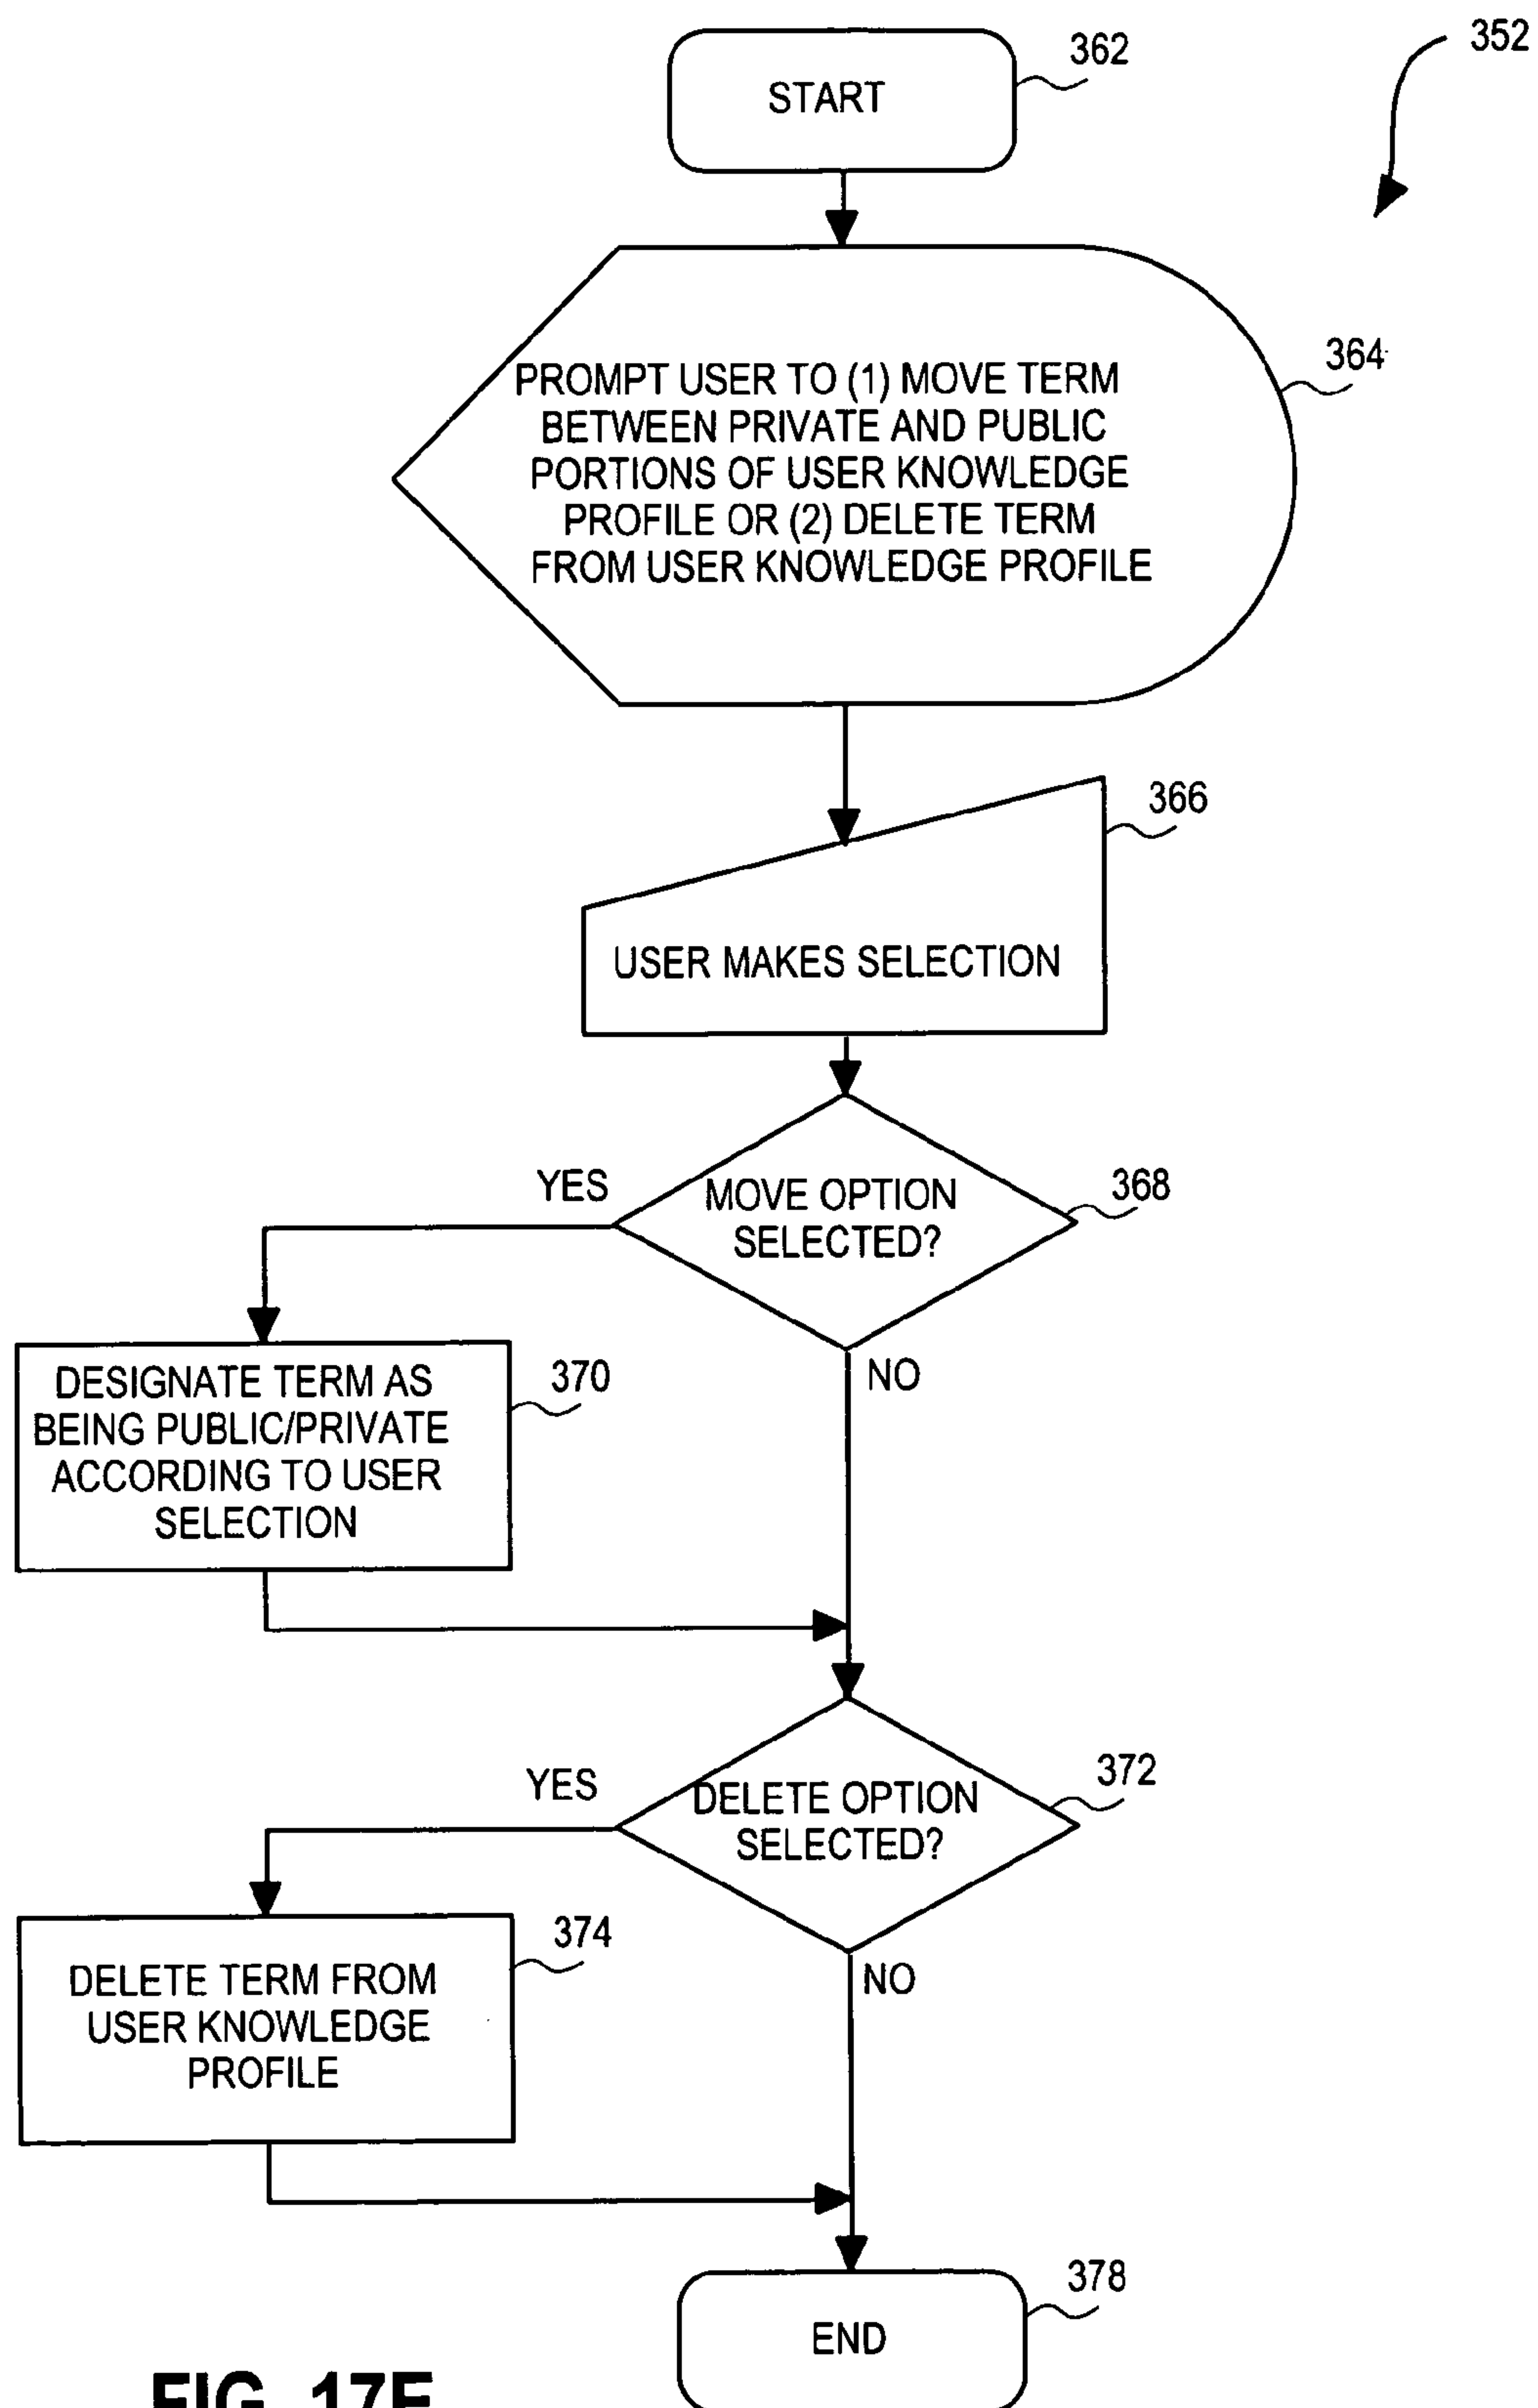 352
362
START
364
PROMPT USER TO (1) MOVE TERM
BETWEEN PRIVATE AND PUBLIC
PORTIONS OF USER KNOWLEDGE
PROFILE OR (2) DELETE TERM
FROM USER KNOWLEDGE PROFILE
366
USER MAKES SELECTION
YES
MOVE OPTION
SELECTED?
368
NO
370
DESIGNATE TERM AS
BEING PUBLIC/PRIVATE
ACCORDING TO USER
SELECTION
YES
DELETE OPTION
SELECTED?
372
NO
374
DELETE TERM FROM
USER KNOWLEDGE
PROFILE
378
END
FIG. 17